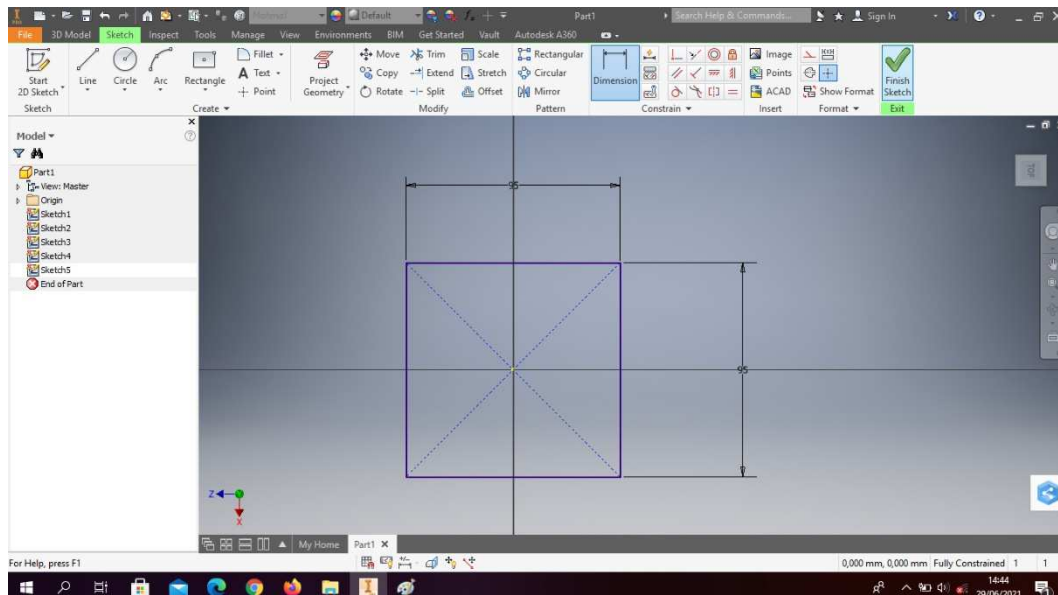 Material Default Part1 Search Help & Commands... Sign In
File 3D Model Sketch Inspect Tools Manage View Environments BIM Get Started Vault Autodesk A360
Start 2D Sketch Line Circle Arc Rectangle Fillet Text Point Project Geometry Move Copy Rotate Trim Extend Split Scale Stretch Offset Rectangular Circular Mirror Dimension Image Points ACAD Show Format Finish Sketch
Sketch Create Modify Pattern Constrain Insert Format Exit
Model
Part1
View: Master
Origin
Sketch1
Sketch2
Sketch3
Sketch4
Sketch5
End of Part
TOP
95
95
Z
X
My Home Part1
For Help, press F1 0,000 mm, 0,000 mm Fully Constrained 1 1
14:44
29/06/2021